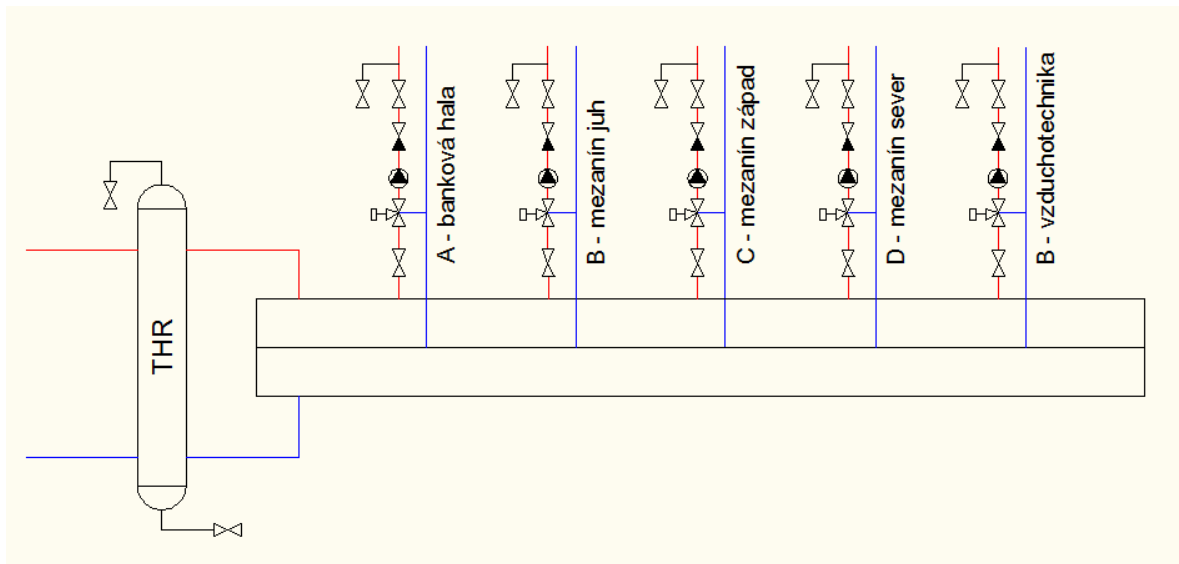 THR
A - banková hala
B - mezanín juh
C - mezanín západ
D - mezanín sever
B - vzduchotechnika